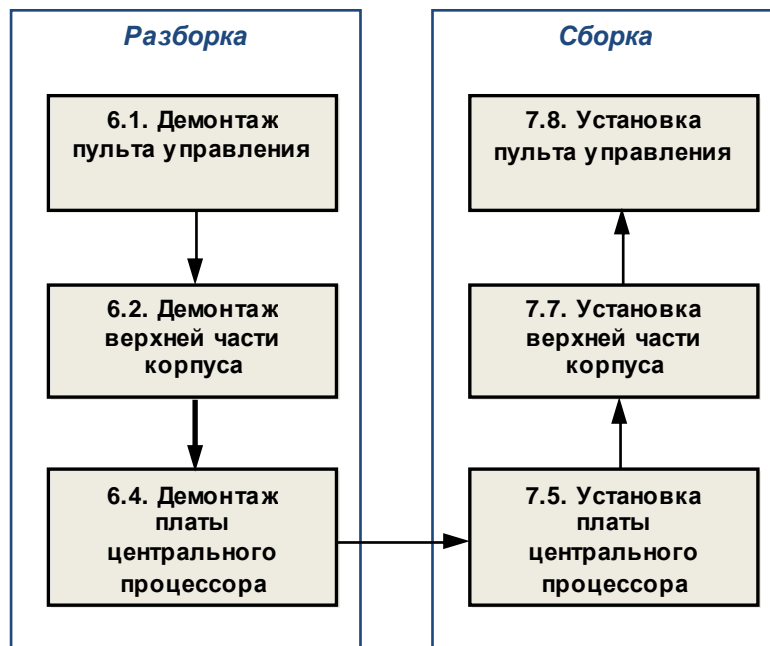 Разборка
6.1. Демонтаж
пульта управления
6.2. Демонтаж
верхней части
корпуса
6.4. Демонтаж
платы
центрального
процессора
Сборка
7.8. Установка
пульта управления
7.7. Установка
верхней части
корпуса
7.5. Установка
платы
центрального
процессора